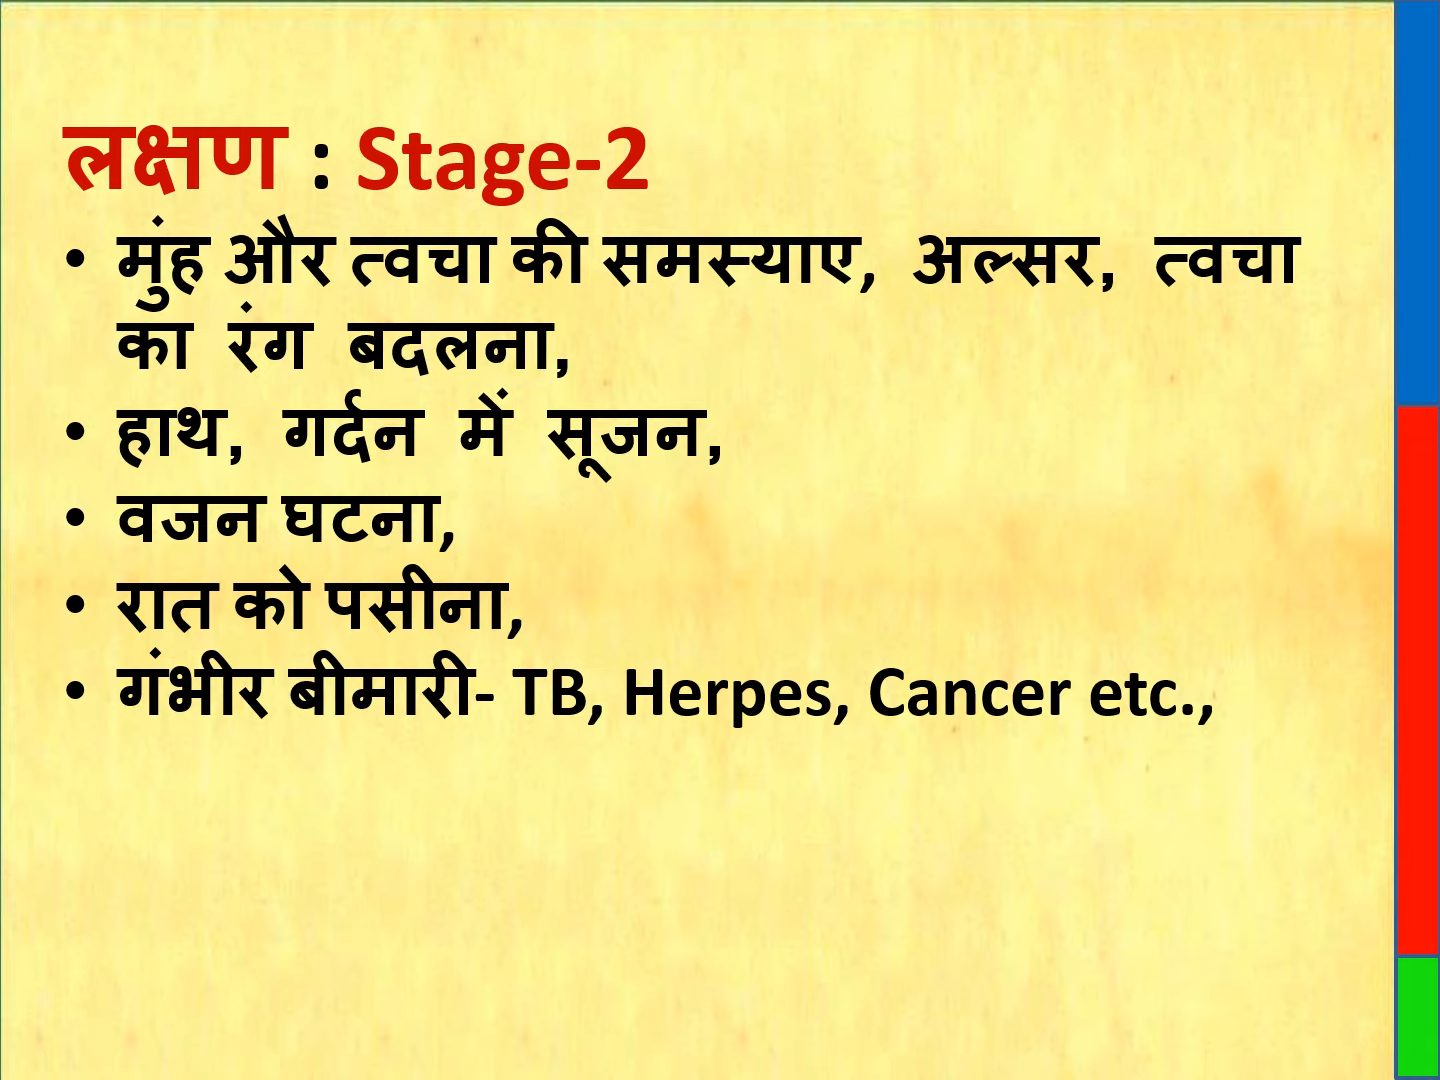 लक्षण : Stage-2
• मुंह और त्वचा की समस्याए, अल्सर, त्वचा
का रंग बदलना,
• हाथ, गर्दन में सूजन,
• वजन घटना,
• रात को पसीना,
• गंभीर बीमारी- TB, Herpes, Cancer etc.,